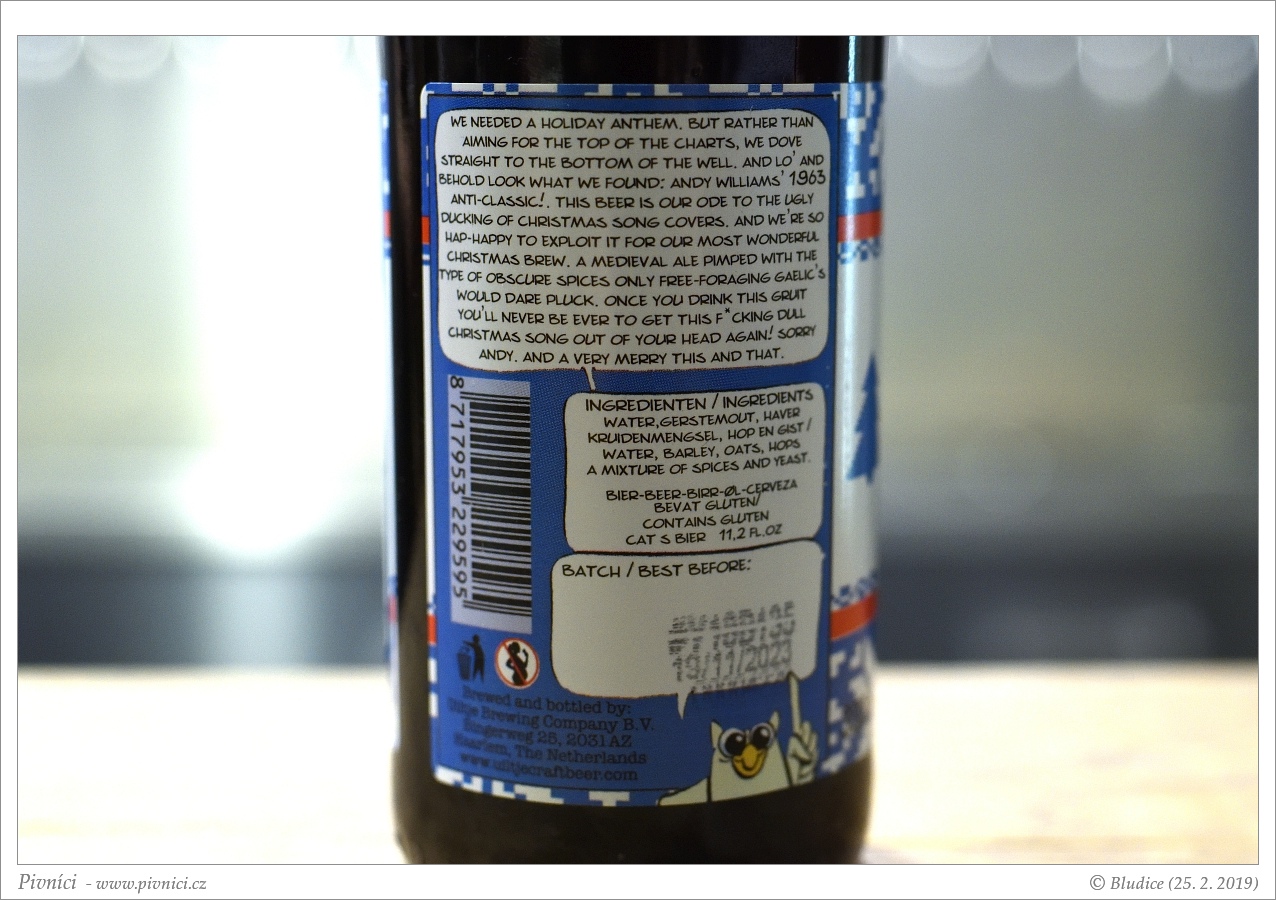 WE NEEDED A HOLIDAY ANTHEM. BUT RATHER THAN
AIMING FOR THE TOP OF THE CHARTS, WE DOVE
STRAIGHT TO THE BOTTOM OF THE WELL. AND LO' AND
BEHOLD LOOK WHAT WE FOUND: ANDY WILLIAMS' 1963
ANTI-CLASSIC!. THIS BEER IS OUR ODE TO THE UGLY
DUCKING OF CHRISTMAS SONG COVERS. AND WE'RE SO
HAP-HAPPY TO EXPLOIT IT FOR OUR MOST WONDERFUL
CHRISTMAS BREW. A MEDIEVAL ALE PIMPED WITH THE
TYPE OF OBSCURE SPICES ONLY FREE-FORAGING GAELIC'S
WOULD DARE PLUCK. ONCE YOU DRINK THIS GRUIT
YOU'LL NEVER BE EVER TO GET THIS F*CKING DULL
CHRISTMAS SONG OUT OF YOUR HEAD AGAIN! SORRY
ANDY. AND A VERY MERRY THIS AND THAT.
8 717953 229595
INGREDIENTEN / INGREDIENTS
WATER,GERSTEMOUT, HAVER
KRUIDENMENGSEL, HOP EN GIST /
WATER, BARLEY, OATS, HOPS
A MIXTURE OF SPICES AND YEAST.
BIER-BEER-BIRR-ØL-CERVEZA
BEVAT GLUTEN/
CONTAINS GLUTEN
CAT S BIER 11,2 FL.OZ
BATCH / BEST BEFORE:
11/2023
Brewed and bottled by:
Uiltje Brewing Company B.V.
Bingerweg 25, 2031 AZ
Haarlem, The Netherlands
www.uiltjecraftbeer.com
Pivníci - www.pivnici.cz
© Bludice (25. 2. 2019)